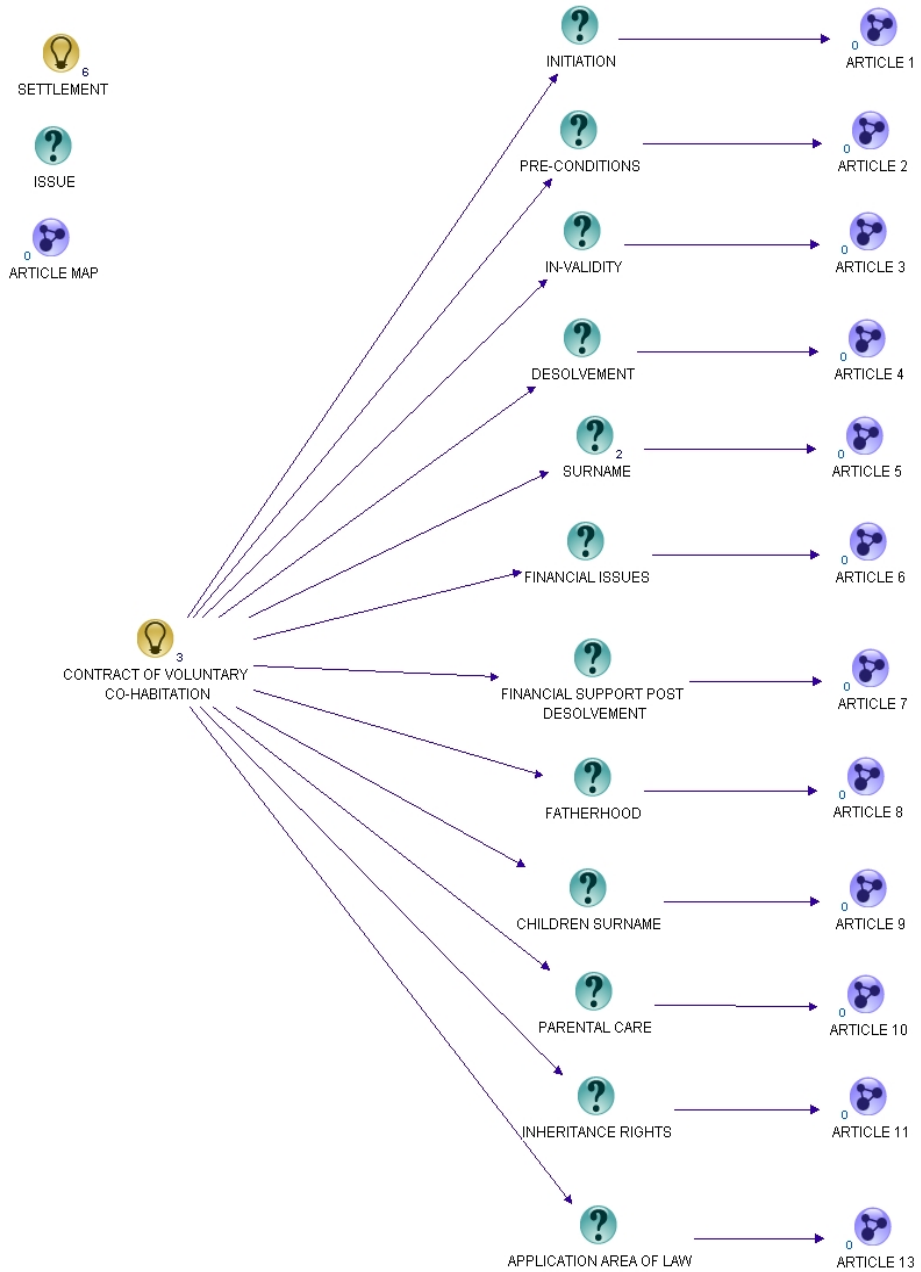 6
SETTLEMENT
ISSUE
0
ARTICLE MAP
INITIATION
0
ARTICLE 1
PRE-CONDITIONS
0
ARTICLE 2
IN-VALIDITY
0
ARTICLE 3
DESOLVEMENT
0
ARTICLE 4
2
SURNAME
0
ARTICLE 5
FINANCIAL ISSUES
0
ARTICLE 6
3
CONTRACT OF VOLUNTARY
CO-HABITATION
FINANCIAL SUPPORT POST
DESOLVEMENT
0
ARTICLE 7
FATHERHOOD
0
ARTICLE 8
CHILDREN SURNAME
0
ARTICLE 9
PARENTAL CARE
0
ARTICLE 10
INHERITANCE RIGHTS
0
ARTICLE 11
APPLICATION AREA OF LAW
0
ARTICLE 13